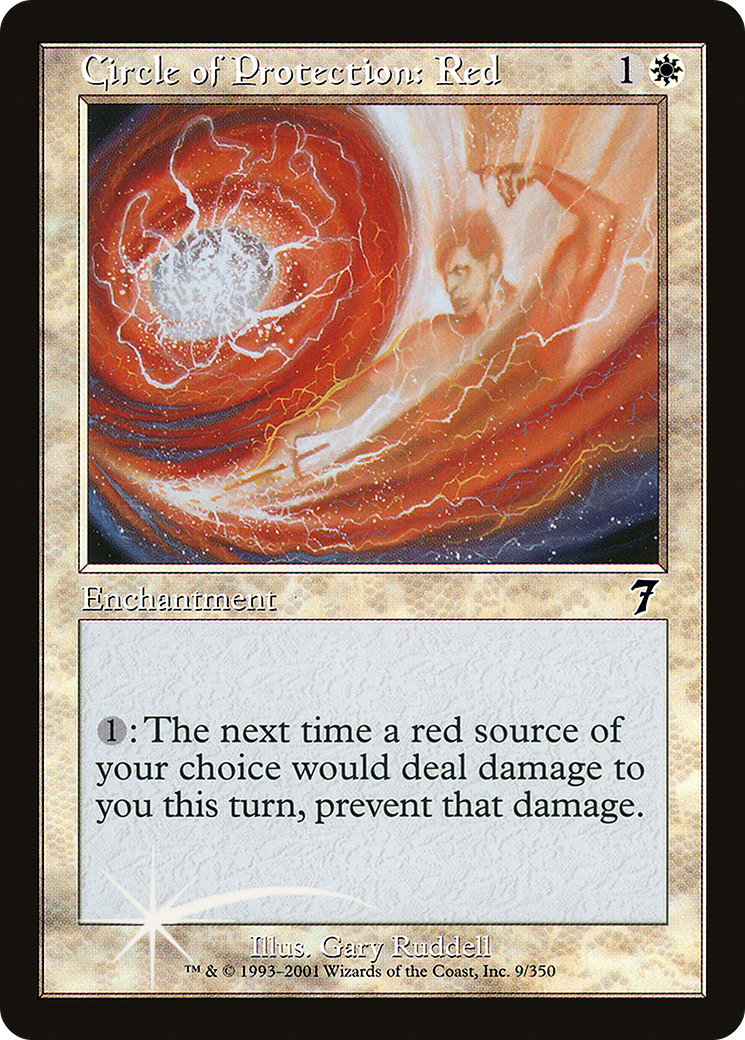 Circle of Protection: Red 1
Enchantment 7
1: The next time a red source of
your choice would deal damage to
you this turn, prevent that damage.
Illus. Gary Ruddell
™ & © 1993–2001 Wizards of the Coast, Inc. 9/350